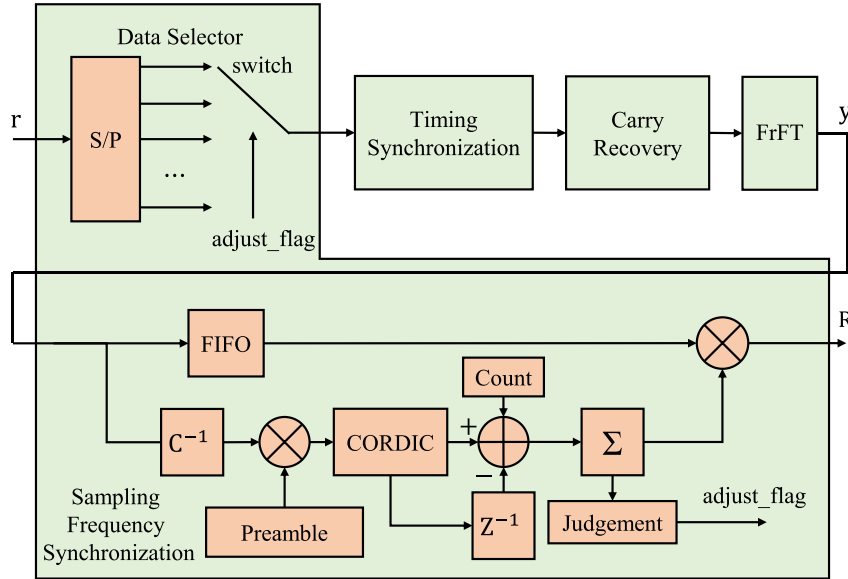 Data Selector
switch
r
S/P
...
adjust_flag
Timing
Synchronization
Carry
Recovery
FrFT
y
FIFO
R
Count
C⁻¹
CORDIC
+
Σ
−
Z⁻¹
Preamble
Judgement
adjust_flag
Sampling
Frequency
Synchronization